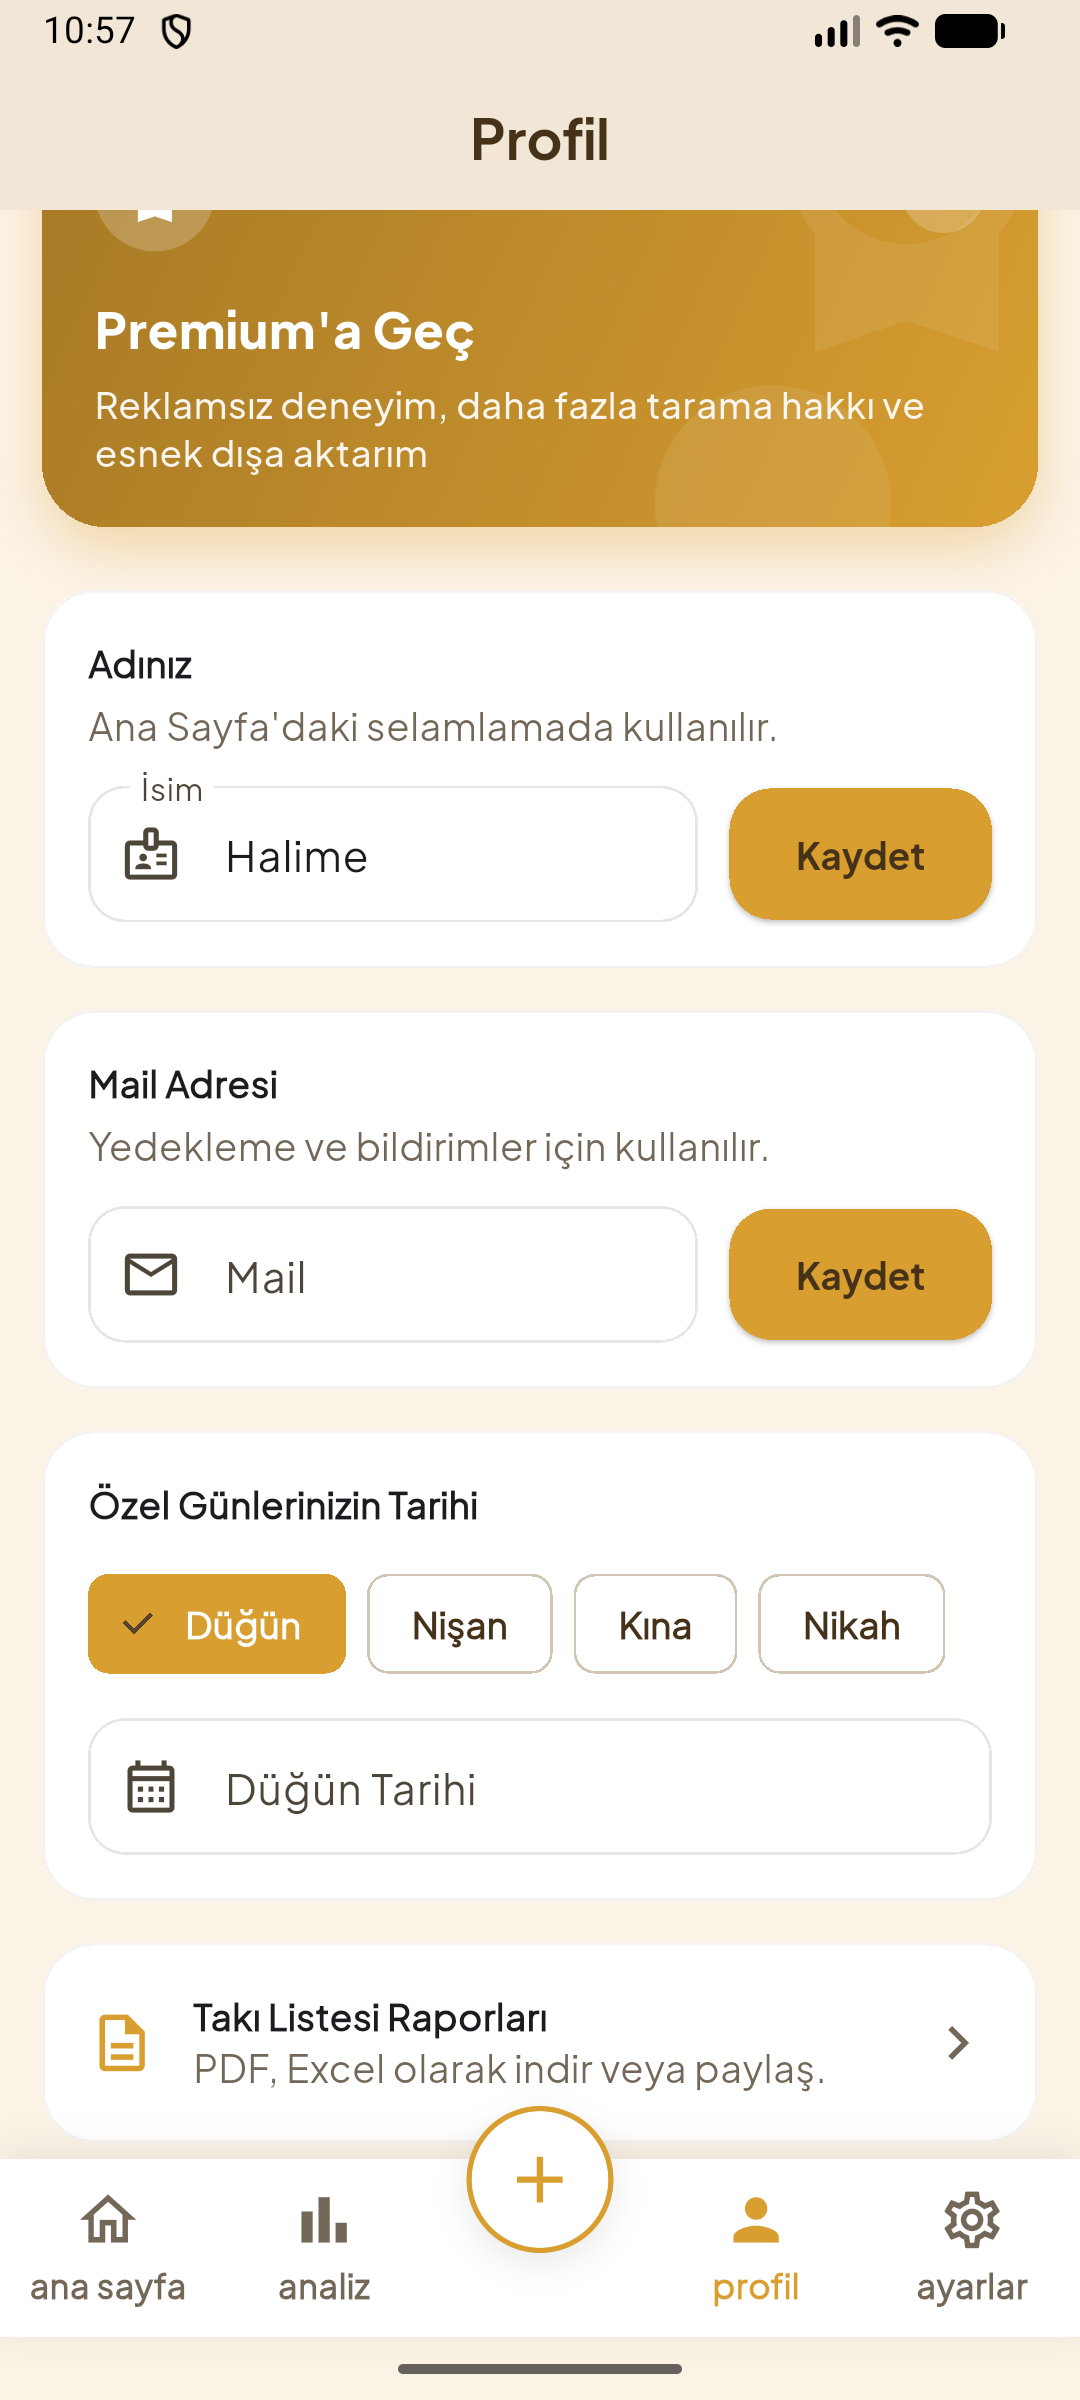 10:57
Profil
Premium'a Geç
Reklamsız deneyim, daha fazla tarama hakkı ve
esnek dışa aktarım
Adınız
Ana Sayfa'daki selamlamada kullanılır.
İsim
Halime
Kaydet
Mail Adresi
Yedekleme ve bildirimler için kullanılır.
Mail
Kaydet
Özel Günlerinizin Tarihi
Düğün
Nişan
Kına
Nikah
Düğün Tarihi
Takı Listesi Raporları
PDF, Excel olarak indir veya paylaş.
ana sayfa
analiz
profil
ayarlar